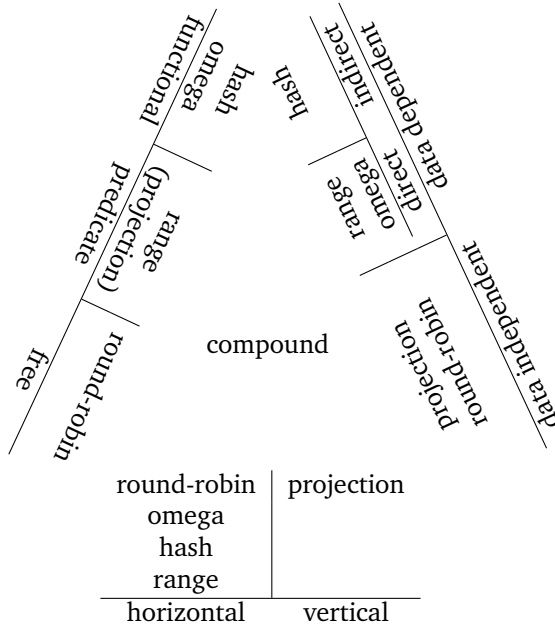 functional
omega
hash
predicate
(projection)
range
free
round-robin
hash
indirect
data dependent
range
omega
direct
projection
round-robin
data independent
compound
round-robin projection
omega
hash
range
horizontal vertical